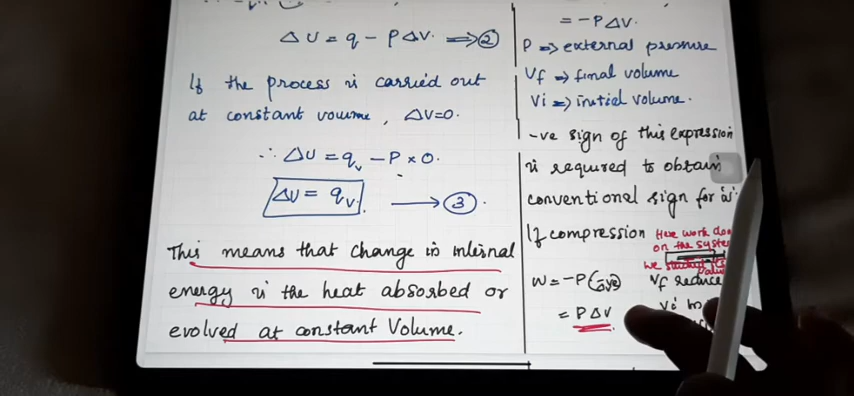 ΔU = q - PΔV. ⇒ ②
If the process is carried out
at constant voume, ΔV=0.
∴ ΔU = qᵥ - P × 0.
ΔU = qᵥ. → ③
This means that change in internal
energy is the heat absorbed or
evolved at constant Volume.
= -PΔV.
P ⇒ external pressure
Vf ⇒ final volume
Vi ⇒ initial volume.
-ve sign of this expression
is required to obtain
conventional sign for
If compression
Here work
on the system
W = -P(-ΔV)
= PΔV
Vf reduce
Vi